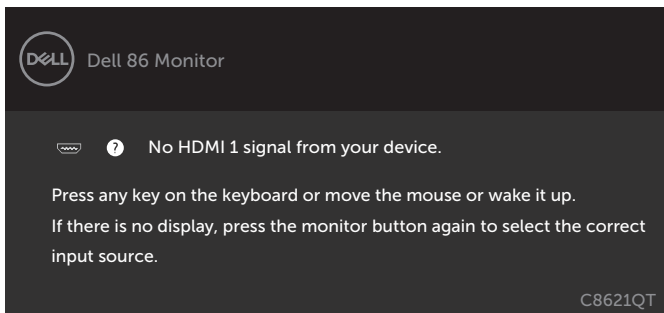 DELL
Dell 86 Monitor
? No HDMI 1 signal from your device.
Press any key on the keyboard or move the mouse or wake it up.
If there is no display, press the monitor button again to select the correct
input source.
C8621QT